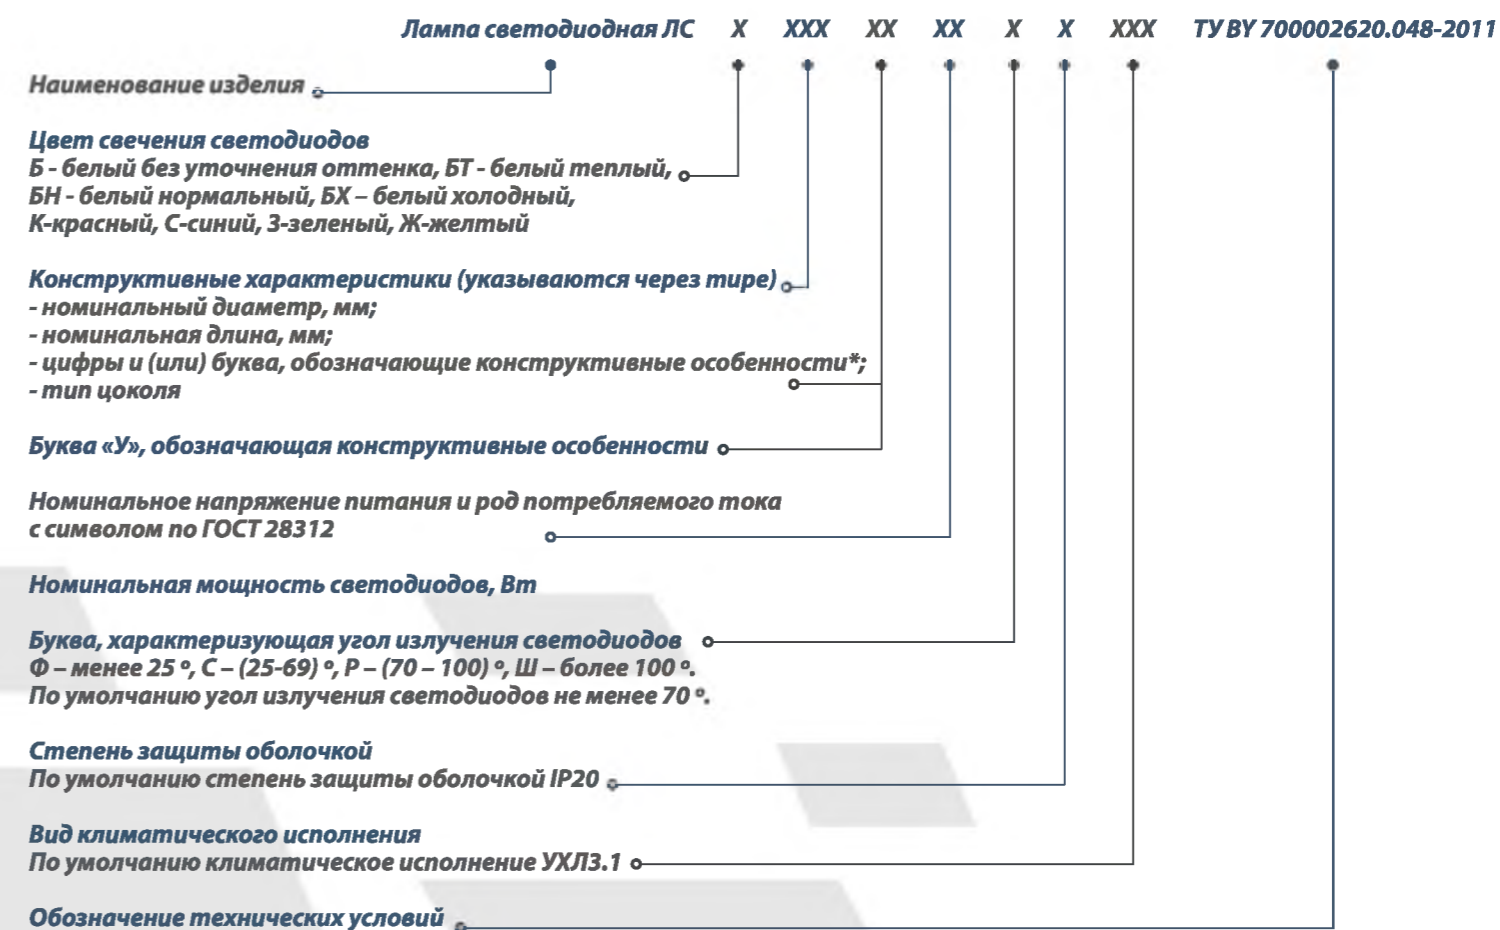 Лампа светодиодная ЛС Х ХХХ ХХ ХХ Х Х ХХХ ТУ BY 700002620.048-2011
Наименование изделия
Цвет свечения светодиодов
Б - белый без уточнения оттенка, БТ - белый теплый,
БН - белый нормальный, БХ – белый холодный,
К-красный, С-синий, З-зеленый, Ж-желтый
Конструктивные характеристики (указываются через тире)
- номинальный диаметр, мм;
- номинальная длина, мм;
- цифры и (или) буква, обозначающие конструктивные особенности*;
- тип цоколя
Буква «У», обозначающая конструктивные особенности
Номинальное напряжение питания и род потребляемого тока
с символом по ГОСТ 28312
Номинальная мощность светодиодов, Вт
Буква, характеризующая угол излучения светодиодов
Ф – менее 25 º, С – (25-69) º, Р – (70 – 100) º, Ш – более 100 º.
По умолчанию угол излучения светодиодов не менее 70 º.
Степень защиты оболочкой
По умолчанию степень защиты оболочкой IP20
Вид климатического исполнения
По умолчанию климатическое исполнение УХЛ3.1
Обозначение технических условий